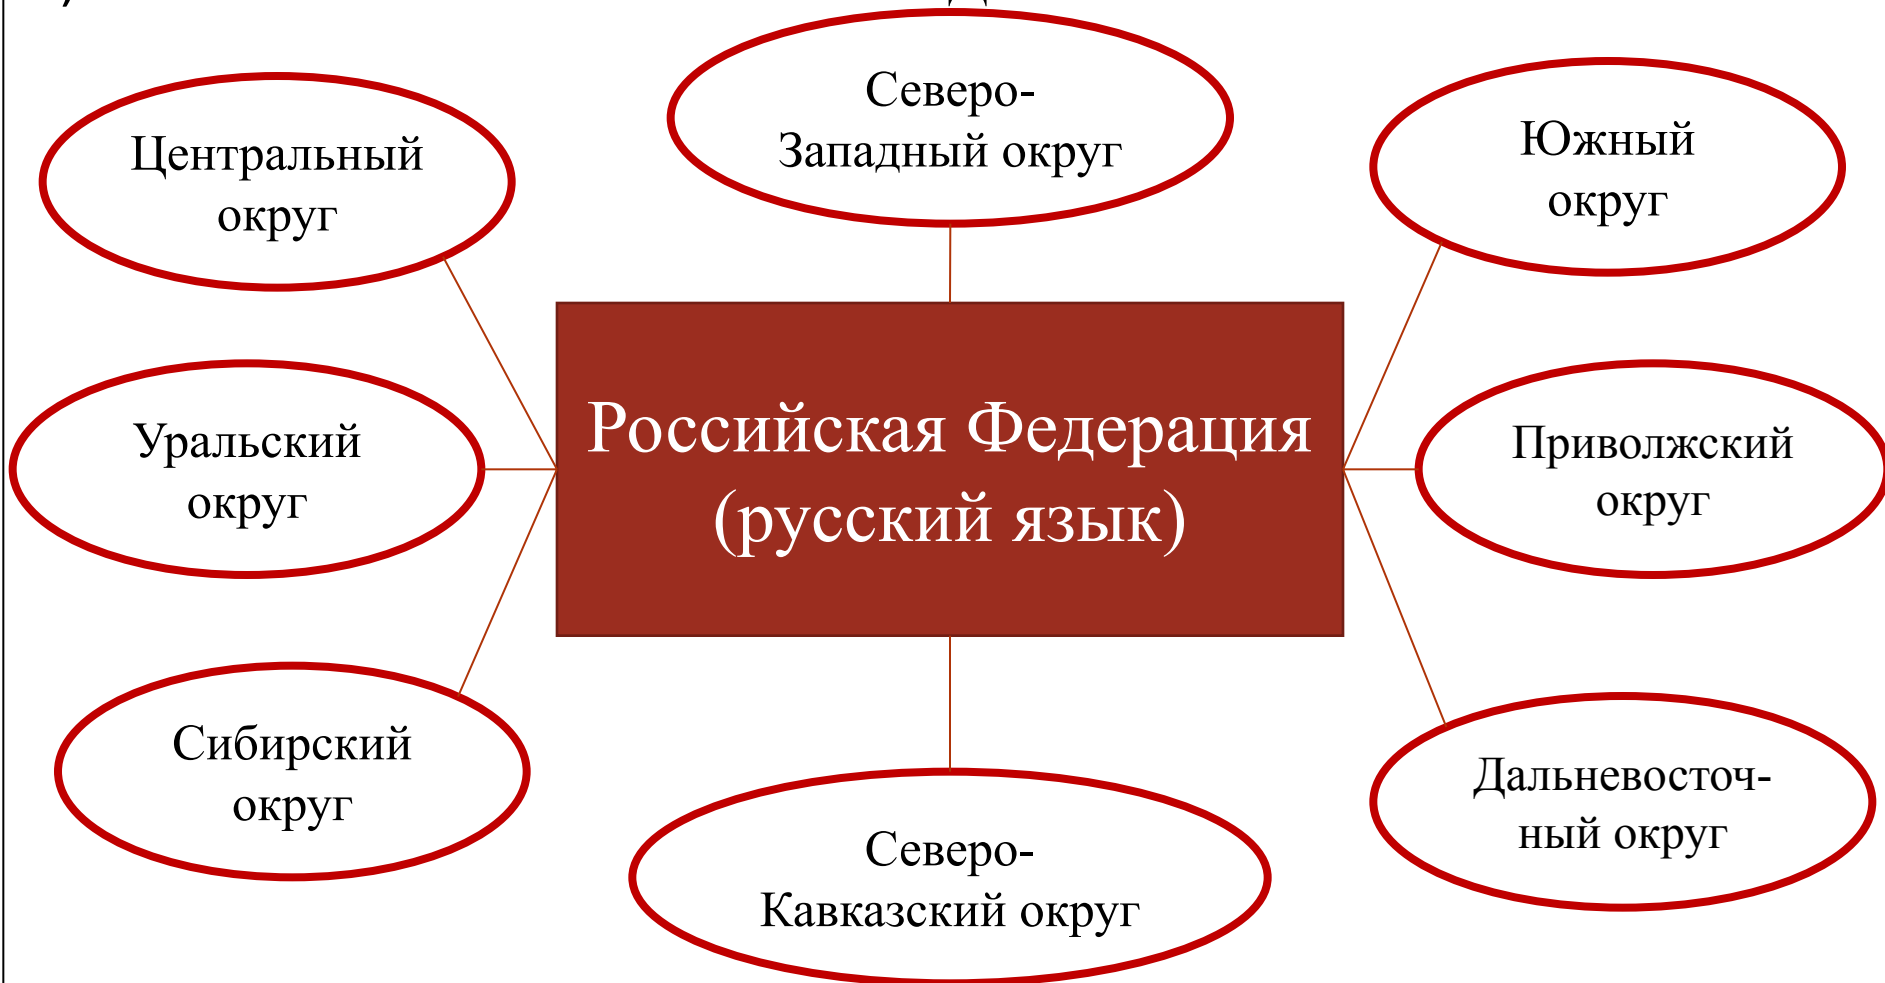 Северо-
Западный округ
Центральный
округ
Южный
округ
Российская Федерация
(русский язык)
Уральский
округ
Приволжский
округ
Сибирский
округ
Дальневосточ-
ный округ
Северо-
Кавказский округ